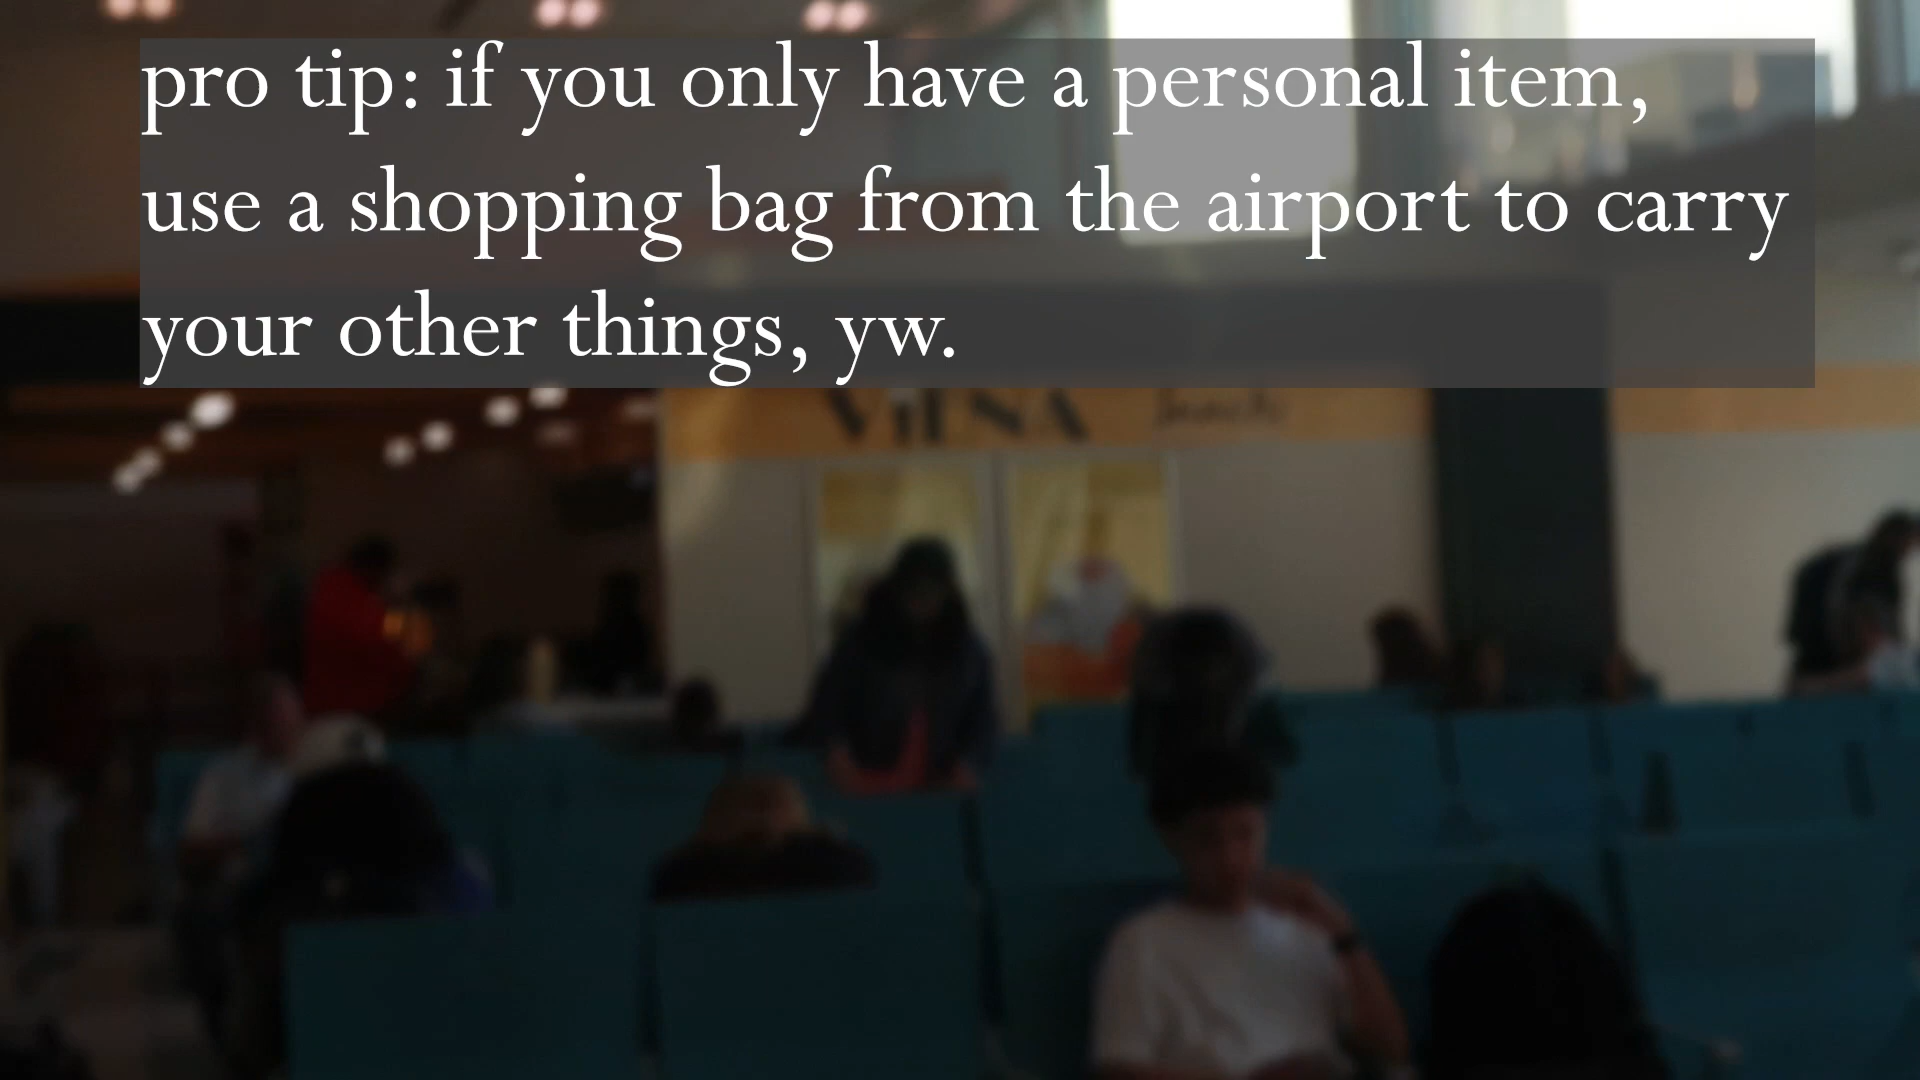 pro tip: if you only have a personal item,
use a shopping bag from the airport to carry
your other things, yw.